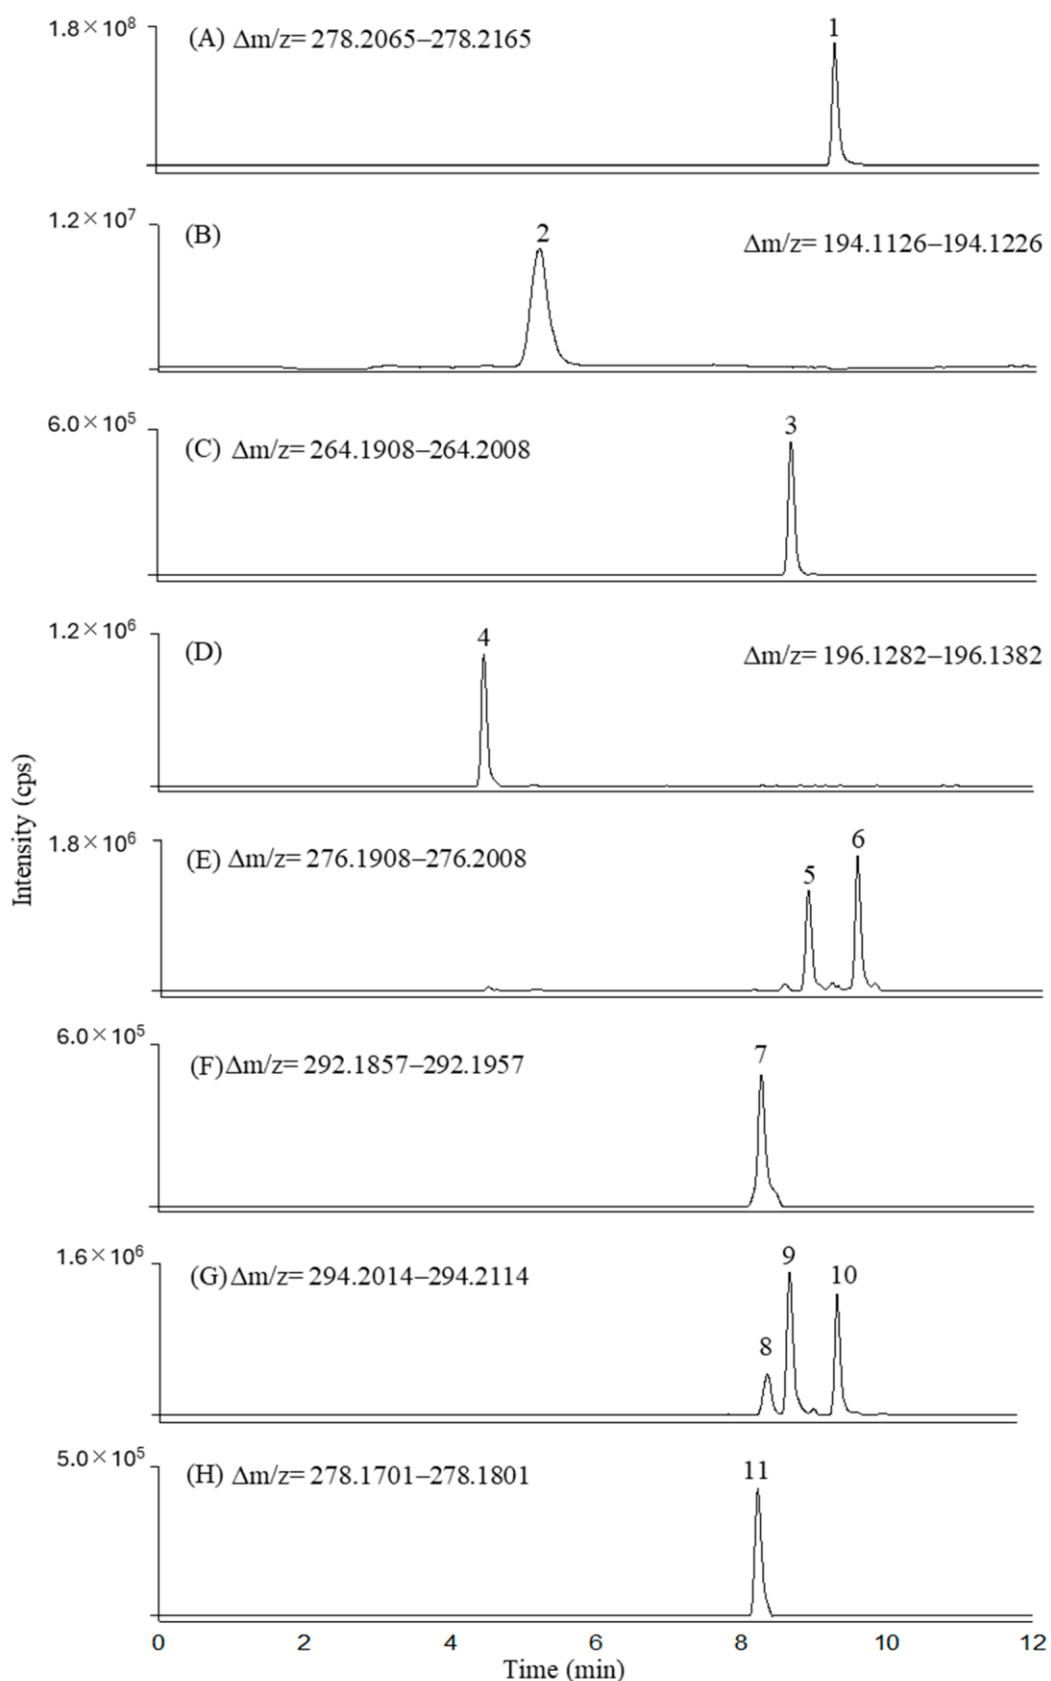 1.8×10⁸
(A) Δm/z= 278.2065–278.2165
1
1.2×10⁷
(B)
2
Δm/z= 194.1126–194.1226
6.0×10⁵
(C) Δm/z= 264.1908–264.2008
3
1.2×10⁶
(D)
4
Δm/z= 196.1282–196.1382
Intensity (cps)
1.8×10⁶
(E) Δm/z= 276.1908–276.2008
5
6
6.0×10⁵
(F)Δm/z= 292.1857–292.1957
7
1.6×10⁶
(G)Δm/z= 294.2014–294.2114
8
9
10
5.0×10⁵
(H) Δm/z= 278.1701–278.1801
11
0 2 4 6 8 10 12
Time (min)